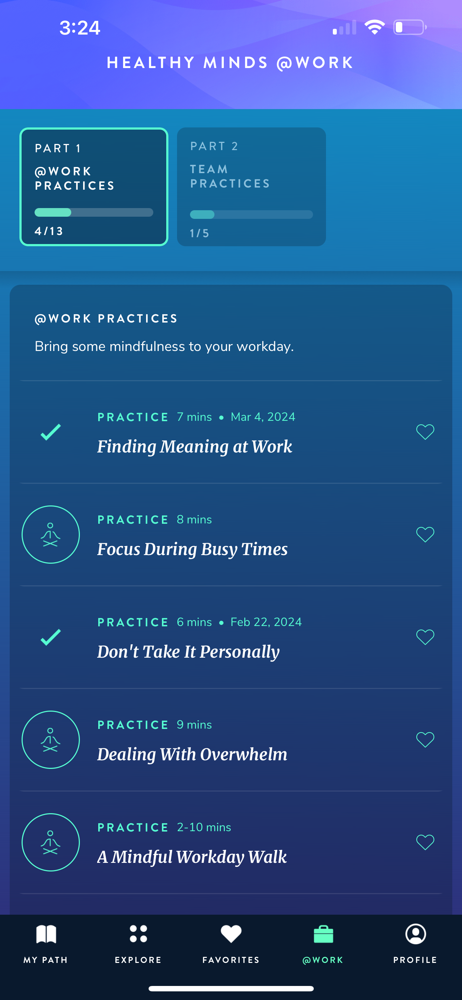 3:24
HEALTHY MINDS @WORK
PART 1
@WORK
PRACTICES
4/13
PART 2
TEAM
PRACTICES
1/5
@WORK PRACTICES
Bring some mindfulness to your workday.
PRACTICE 7 mins • Mar 4, 2024
Finding Meaning at Work
PRACTICE 8 mins
Focus During Busy Times
PRACTICE 6 mins • Feb 22, 2024
Don't Take It Personally
PRACTICE 9 mins
Dealing With Overwhelm
PRACTICE 2-10 mins
A Mindful Workday Walk
MY PATH
EXPLORE
FAVORITES
@WORK
PROFILE